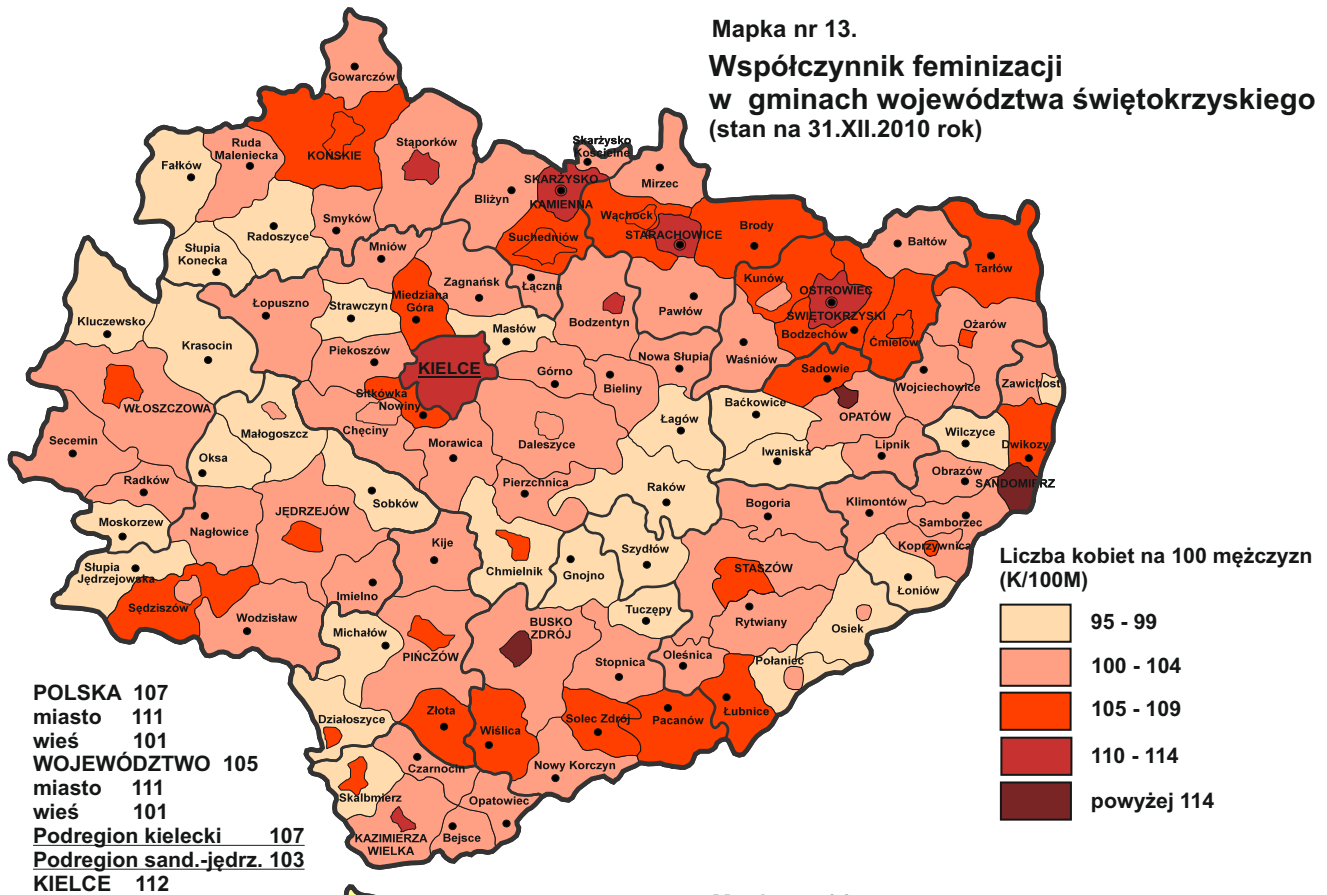 Mapka nr 13.
Współczynnik feminizacji
w gminach województwa świętokrzyskiego
(stan na 31.XII.2010 rok)
Gowarczów
Ruda
Maleniecka
KOŃSKIE
Stąporków
Fałków
Skarżysko
Kościelne
SKARŻYSKO
KAMIENNA
Mirzec
Bliżyn
Smyków
Radoszyce
Słupia
Konecka
Mniów
Suchedniów
Wąchock
STARACHOWICE
Brody
Bałtów
Tarłów
Zagnańsk
Łączna
Kunów
OSTROWIEC
ŚWIĘTOKRZYSKI
Bodzechów
Ćmielów
Ożarów
Łopuszno
Strawczyn
Miedziana
Góra
Masłów
Bodzentyn
Pawłów
Kluczewsko
Krasocin
Piekoszów
KIELCE
Górno
Bieliny
Nowa Słupia
Waśniów
Sadowie
Wojciechowice
Zawichost
WŁOSZCZOWA
Sitkówka
Nowiny
Chęciny
Morawica
Daleszyce
Łagów
Baćkowice
OPATÓW
Lipnik
Wilczyce
Dwikozy
Secemin
Małogoszcz
Oksa
Iwaniska
Obrazów
SANDOMIERZ
Radków
Sobków
Pierzchnica
Raków
Bogoria
Klimontów
Samborzec
Koprzywnica
Moskorzew
Nagłowice
JĘDRZEJÓW
Kije
Chmielnik
Gnojno
Szydłów
STASZÓW
Łoniów
Słupia
Jędrzejowska
Sędziszów
Imielno
Tuczępy
Rytwiany
Osiek
Wodzisław
Michałów
PIŃCZÓW
BUSKO
ZDRÓJ
Stopnica
Oleśnica
Połaniec
Działoszyce
Złota
Wiślica
Solec Zdrój
Pacanów
Łubnice
Skalbmierz
Czarnocin
Nowy Korczyn
Opatowiec
KAZIMIERZA
WIELKA
Bejsce
Liczba kobiet na 100 mężczyzn
(K/100M)
95 - 99
100 - 104
105 - 109
110 - 114
powyżej 114
POLSKA 107
miasto 111
wieś 101
WOJEWÓDZTWO 105
miasto 111
wieś 101
Podregion kielecki 107
Podregion sand.-jędrz. 103
KIELCE 112